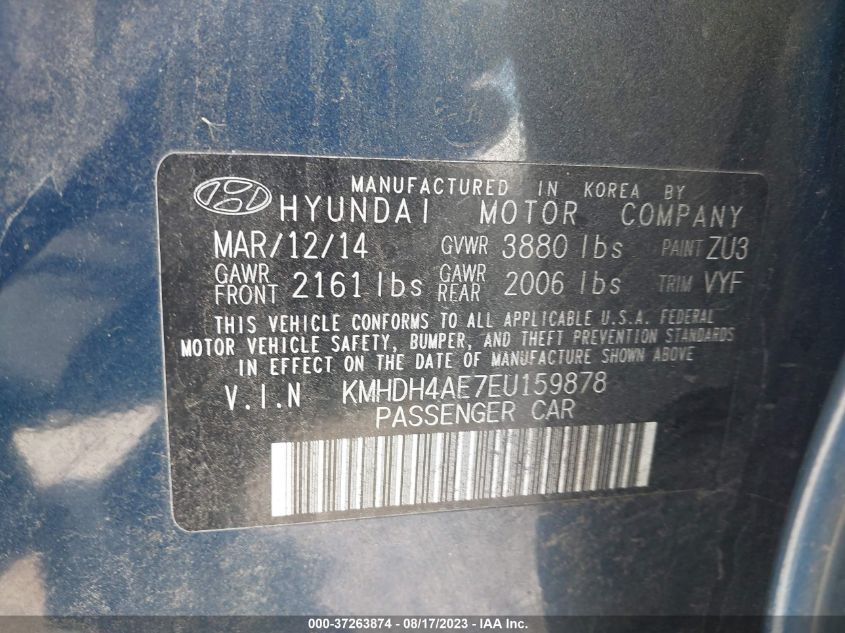 MANUFACTURED IN KOREA BY
HYUNDAI MOTOR COMPANY
MAR/12/14 GVWR 3880 lbs PAINT ZU3
GAWR FRONT 2161 lbs GAWR REAR 2006 lbs TRIM VYF
THIS VEHICLE CONFORMS TO ALL APPLICABLE U.S.A. FEDERAL
MOTOR VEHICLE SAFETY, BUMPER, AND THEFT PREVENTION STANDARDS
IN EFFECT ON THE DATE OF MANUFACTURE SHOWN ABOVE
V.I.N KMHDH4AE7EU159878
PASSENGER CAR
000-37263874 - 08/17/2023 - IAA, Inc.